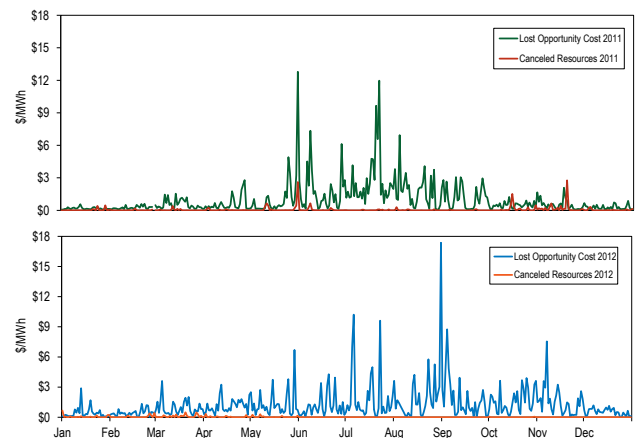 $18
$15
$12
$9
$6
$3
$0
$/MWh
Lost Opportunity Cost 2011
Canceled Resources 2011
$18
$15
$12
$9
$6
$3
$0
$/MWh
Lost Opportunity Cost 2012
Canceled Resources 2012
Jan Feb Mar Apr May Jun Jul Aug Sep Oct Nov Dec